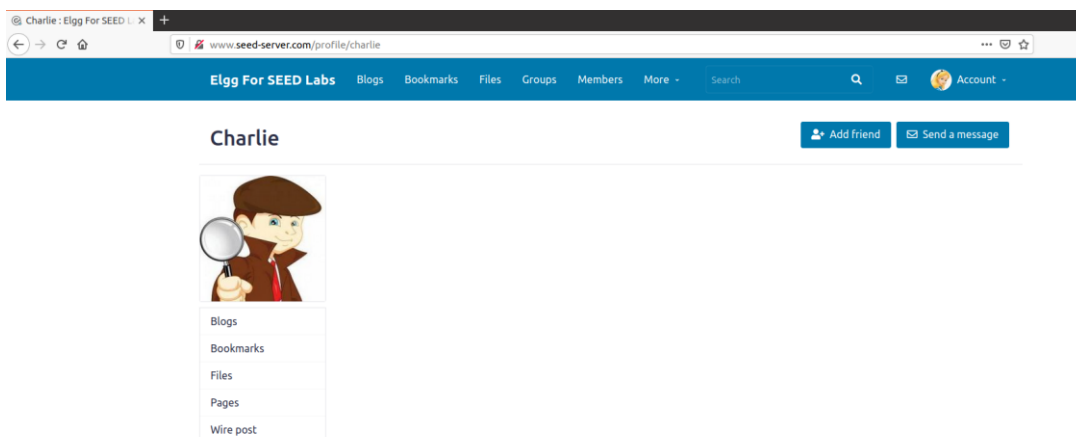 Charlie : Elgg For SEED L
www.seed-server.com/profile/charlie
Elgg For SEED Labs Blogs Bookmarks Files Groups Members More Search Account
Charlie Add friend Send a message
Blogs
Bookmarks
Files
Pages
Wire post